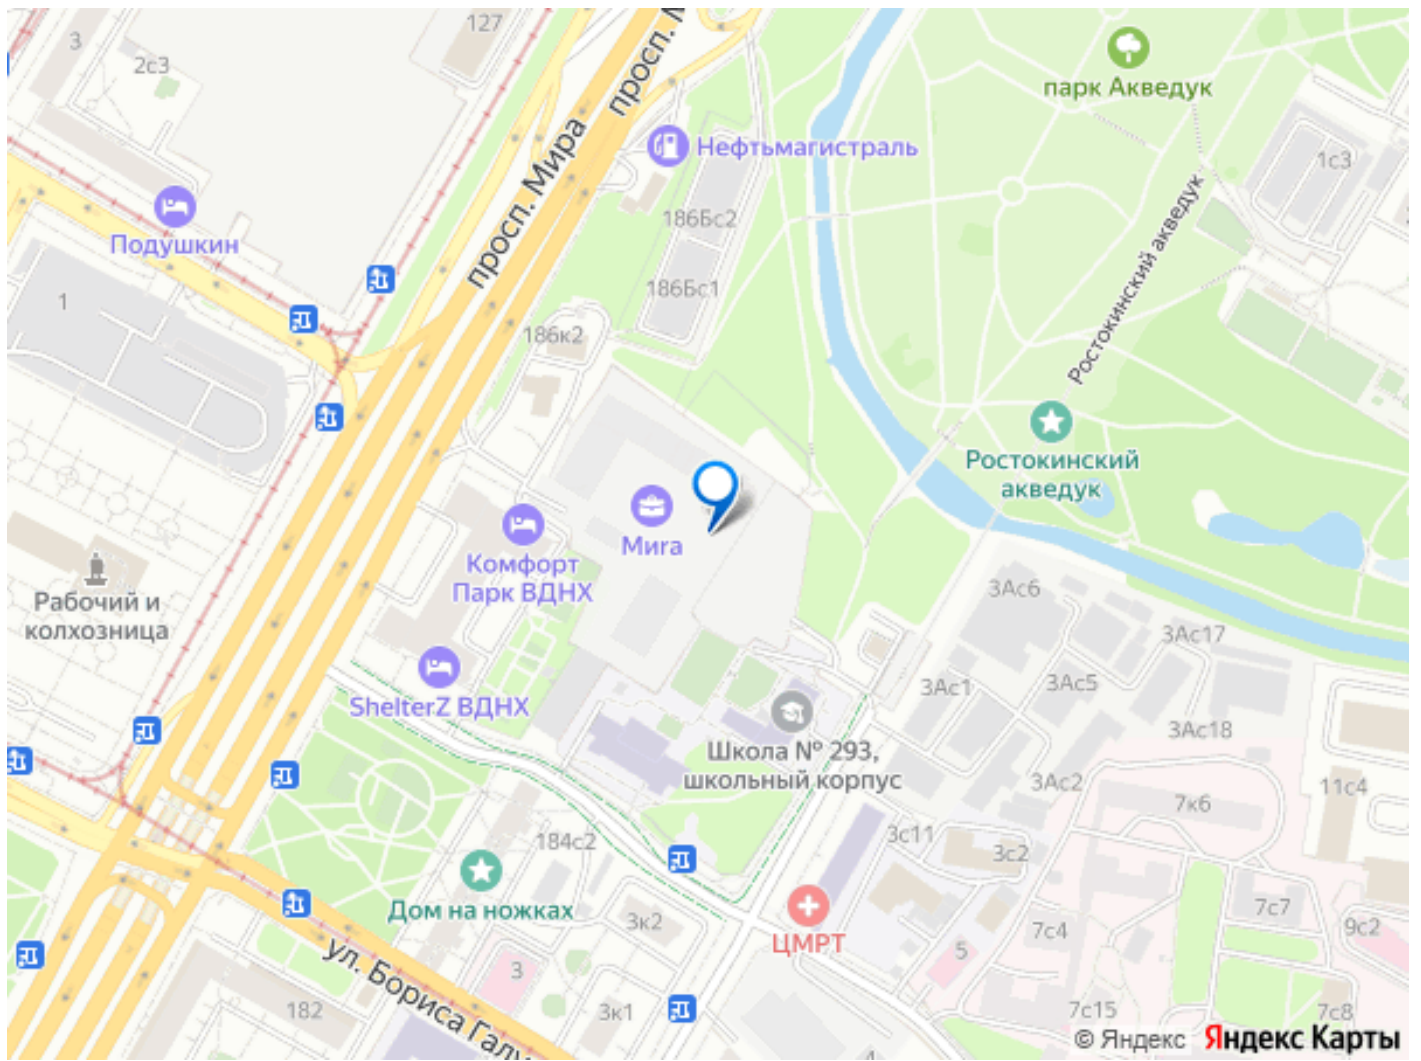 127
3
2с3
просп. М
просп. Мира
парк Акведук
Нефтьмагистраль
1с3
Подушкин
186Бс2
186Бс1
1
186к2
Ростокинский акведук
Ростокинский
акведук
Мira
Комфорт
Парк ВДНХ
Рабочий и
колхозница
3Ас6
3Ас17
3Ас1
3Ас5
ShelterZ ВДНХ
3Ас18
Школа № 293,
школьный корпус
3Ас2
7к6
11с4
184с2
3с11
3с2
Дом на ножках
3к2
ЦМРТ
7с7
7с4
9с2
5
3
ул. Бориса Галу
182
3к1
7с15
7с8
4
© Яндекс Яндекс Карты